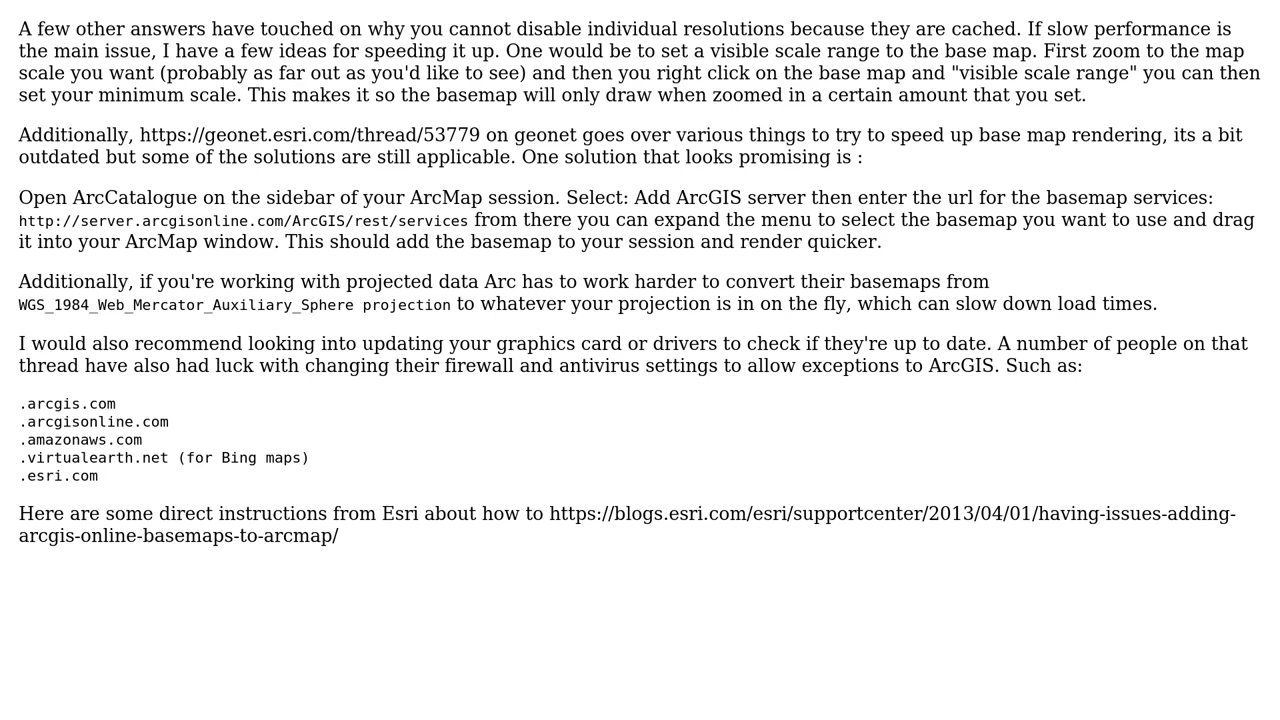 A few other answers have touched on why you cannot disable individual resolutions because they are cached. If slow performance is
the main issue, I have a few ideas for speeding it up. One would be to set a visible scale range to the base map. First zoom to the map
scale you want (probably as far out as you'd like to see) and then you right click on the base map and "visible scale range" you can then
set your minimum scale. This makes it so the basemap will only draw when zoomed in a certain amount that you set.
Additionally, https://geonet.esri.com/thread/53779 on geonet goes over various things to try to speed up base map rendering, its a bit
outdated but some of the solutions are still applicable. One solution that looks promising is :
Open ArcCatalogue on the sidebar of your ArcMap session. Select: Add ArcGIS server then enter the url for the basemap services:
http://server.arcgisonline.com/ArcGIS/rest/services from there you can expand the menu to select the basemap you want to use and drag
it into your ArcMap window. This should add the basemap to your session and render quicker.
Additionally, if you're working with projected data Arc has to work harder to convert their basemaps from
WGS_1984_Web_Mercator_Auxiliary_Sphere projection to whatever your projection is in on the fly, which can slow down load times.
I would also recommend looking into updating your graphics card or drivers to check if they're up to date. A number of people on that
thread have also had luck with changing their firewall and antivirus settings to allow exceptions to ArcGIS. Such as:
.arcgis.com
.arcgisonline.com
.amazonaws.com
.virtualearth.net (for Bing maps)
.esri.com
Here are some direct instructions from Esri about how to https://blogs.esri.com/esri/supportcenter/2013/04/01/having-issues-adding-
arcgis-online-basemaps-to-arcmap/